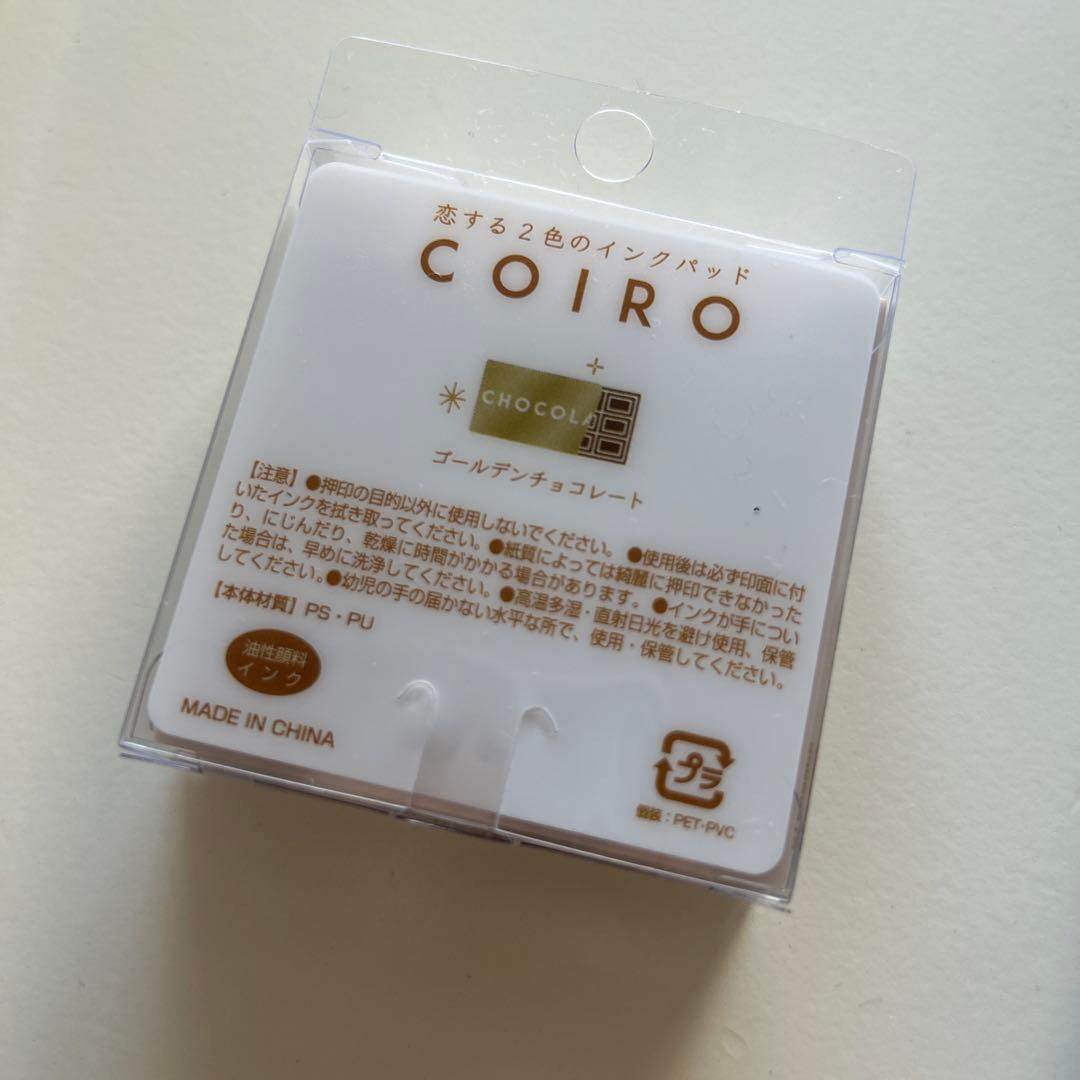 恋する2色のインクパッド
COIRO
CHOCOLA
ゴールデンチョコレート
【注意】●押印の目的以外に使用しないでください。●使用後は必ず印面に付
いたインクを拭き取ってください。●紙質によっては綺麗に押印できなかった
り、にじんだり、乾燥に時間がかかる場合があります。●インクが手につい
た場合は、早めに洗浄してください。●高温多湿・直射日光を避け使用、保管
してください。●幼児の手の届かない水平な所で、使用・保管してください。
【本体材質】PS・PU
油性顔料
インク
MADE IN CHINA
プラ
個装：PET・PVC